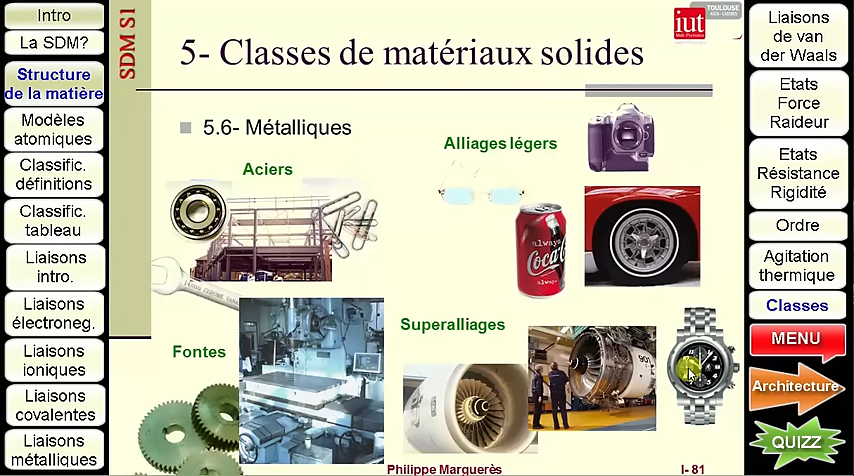 Intro
La SDM?
Structure
de la matière
Modèles
atomiques
Classific.
définitions
Classific.
tableau
Liaisons
intro.
Liaisons
électroneg.
Liaisons
ioniques
Liaisons
covalentes
Liaisons
métalliques
SDM S1
iut
TOULOUSE
5- Classes de matériaux solides
5.6- Métalliques
Aciers
Alliages légers
always
Coca
always
Fontes
Superalliages
901
Philippe Marguerès
I- 81
Liaisons
de van
der Waals
Etats
Force
Raideur
Etats
Résistance
Rigidité
Ordre
Agitation
thermique
Classes
MENU
Architecture
QUIZZ